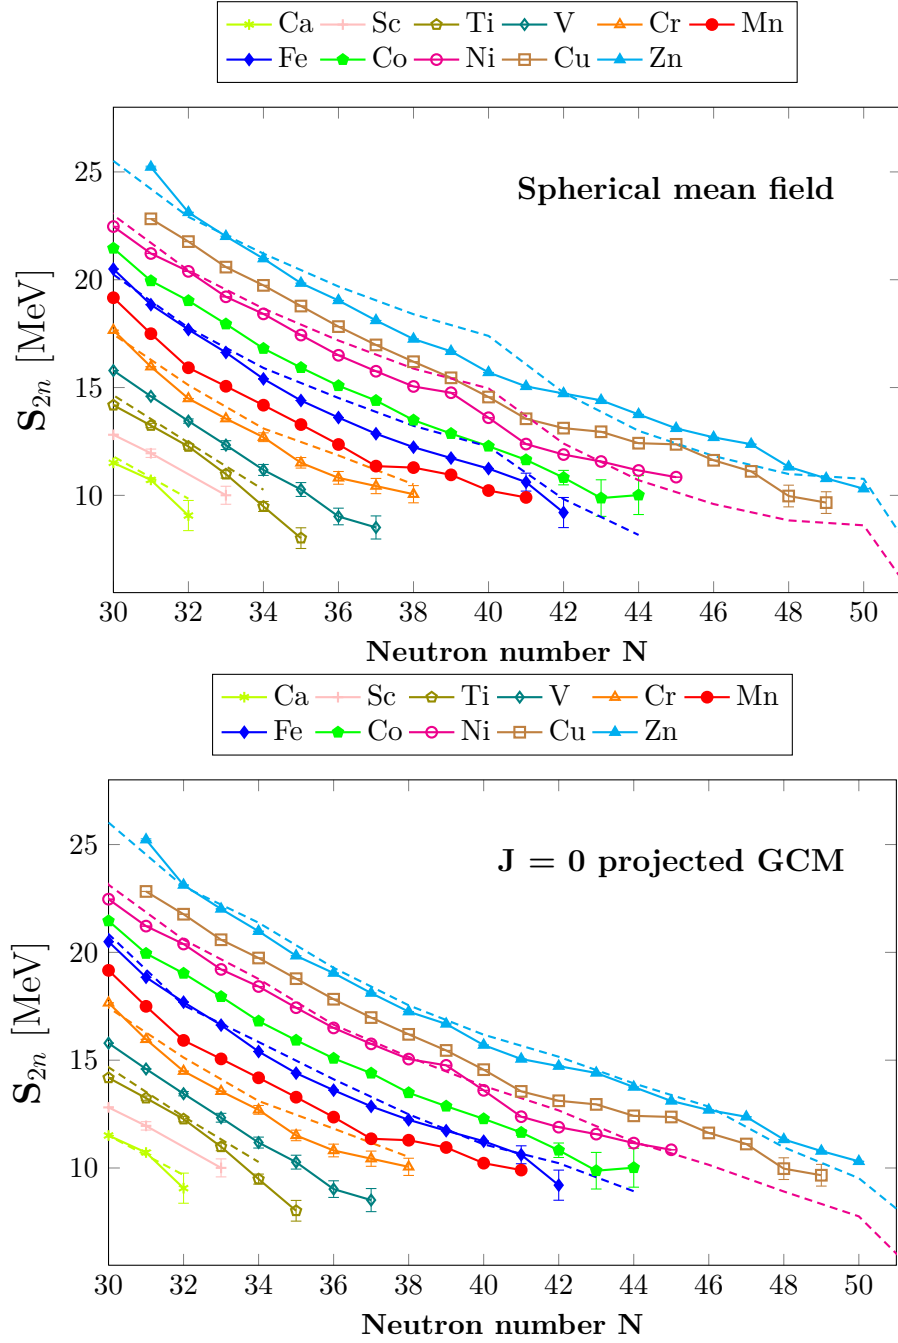 Ca Sc Ti V Cr Mn
Fe Co Ni Cu Zn
Spherical mean field
25
20
15
10
S2n [MeV]
30 32 34 36 38 40 42 44 46 48 50
Neutron number N
Ca Sc Ti V Cr Mn
Fe Co Ni Cu Zn
J = 0 projected GCM
25
20
15
10
S2n [MeV]
30 32 34 36 38 40 42 44 46 48 50
Neutron number N